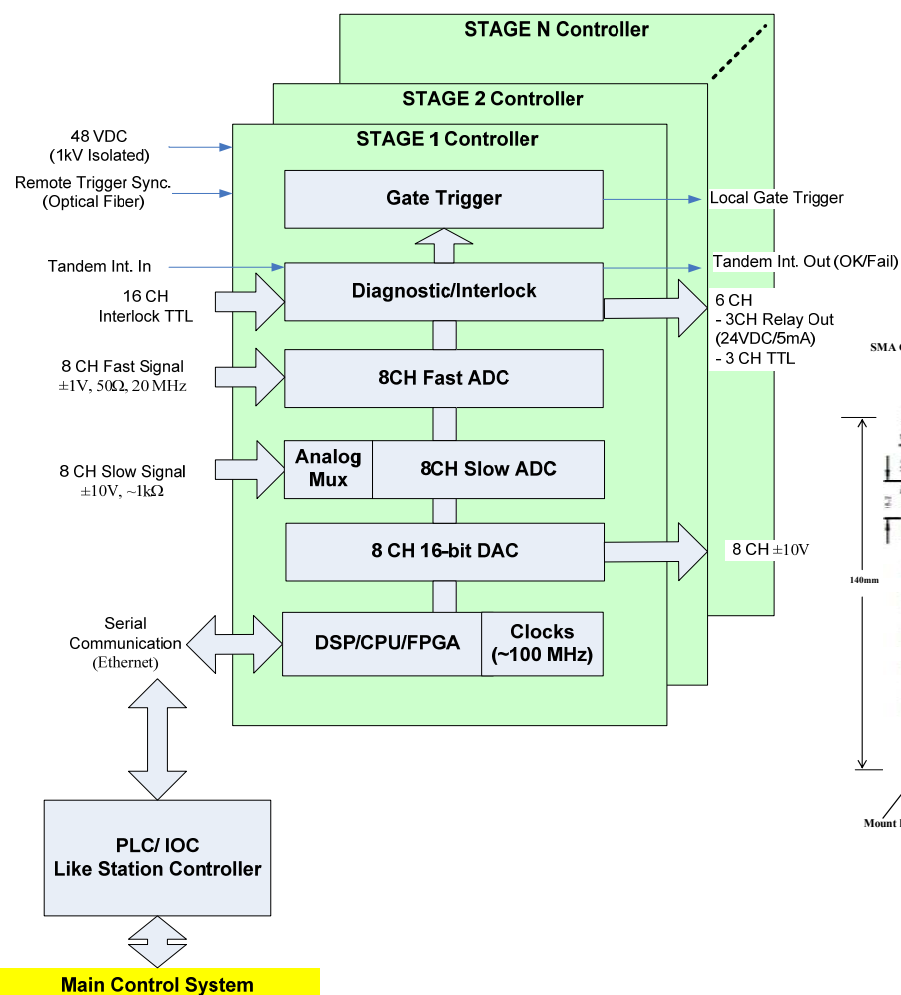 STAGE N Controller
STAGE 2 Controller
STAGE 1 Controller
48 VDC
(1kV Isolated)
Remote Trigger Sync.
(Optical Fiber)
Gate Trigger
Local Gate Trigger
Tandem Int. In
Tandem Int. Out (OK/Fail)
16 CH
Interlock TTL
Diagnostic/Interlock
6 CH
- 3CH Relay Out
(24VDC/5mA)
- 3 CH TTL
8 CH Fast Signal
±1V, 50Ω, 20 MHz
8CH Fast ADC
8 CH Slow Signal
±10V, ~1kΩ
Analog
Mux
8CH Slow ADC
8 CH 16-bit DAC
8 CH ±10V
Serial
Communication
(Ethernet)
DSP/CPU/FPGA
Clocks
(~100 MHz)
PLC/ IOC
Like Station Controller
Main Control System
SMA
140mm
Mount